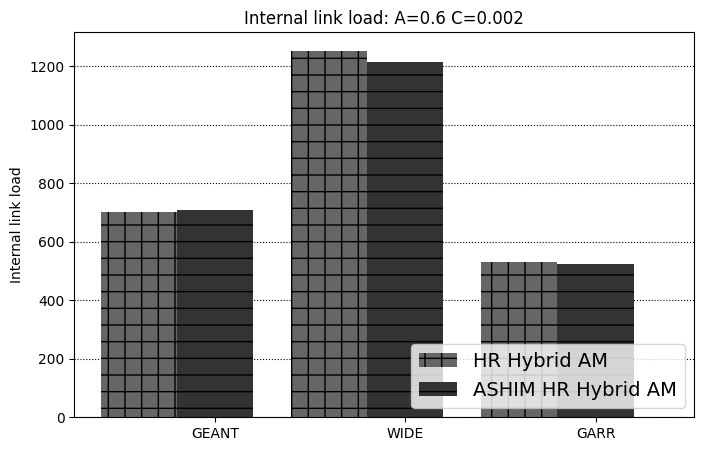 Internal link load: A=0.6 C=0.002
Internal link load
1200
1000
800
600
400
200
0
GEANT WIDE GARR
HR Hybrid AM
ASHIM HR Hybrid AM